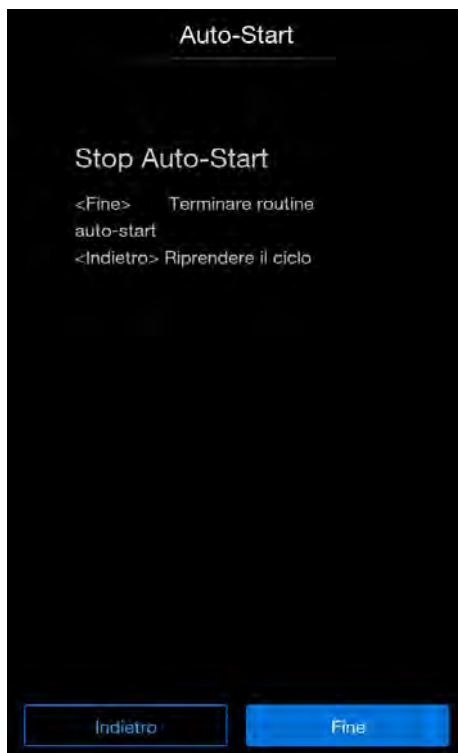 Auto-Start
Stop Auto-Start
<Fine> Terminare routine
auto-start
<Indietro> Riprendere il ciclo
Indietro
Fine